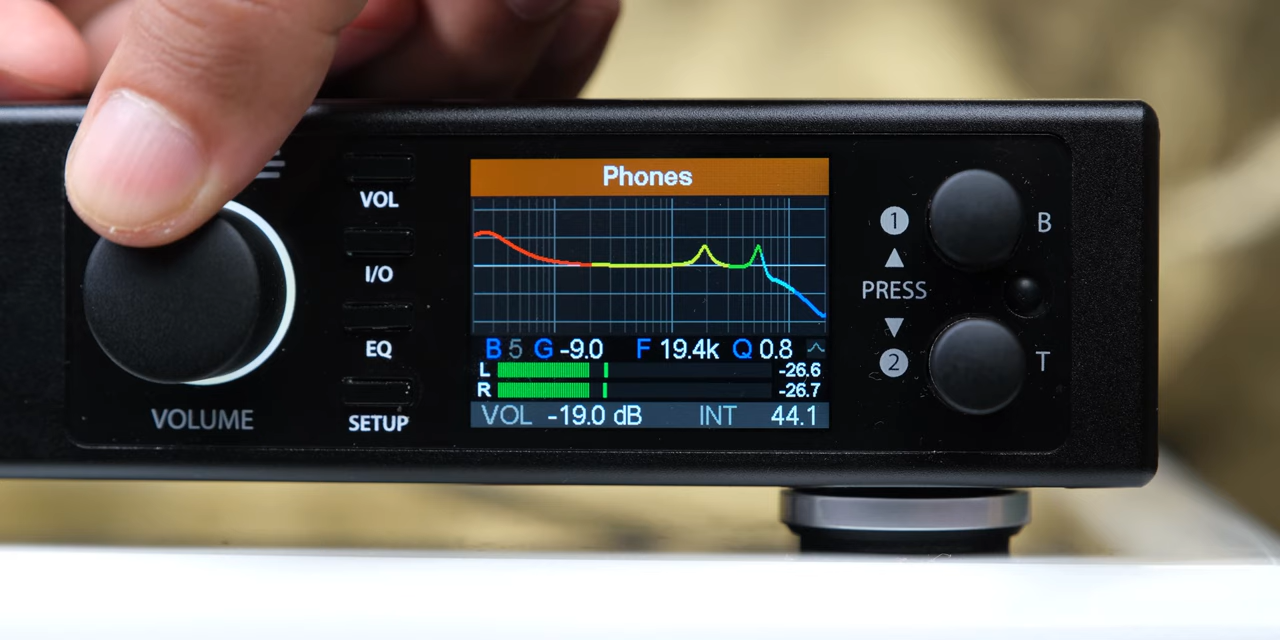 Phones
VOL
I/O
EQ
SETUP
VOLUME
B 5 G -9.0 F 19.4k Q 0.8
L -26.6
R -26.7
VOL -19.0 dB INT 44.1
1 B
PRESS
2 T